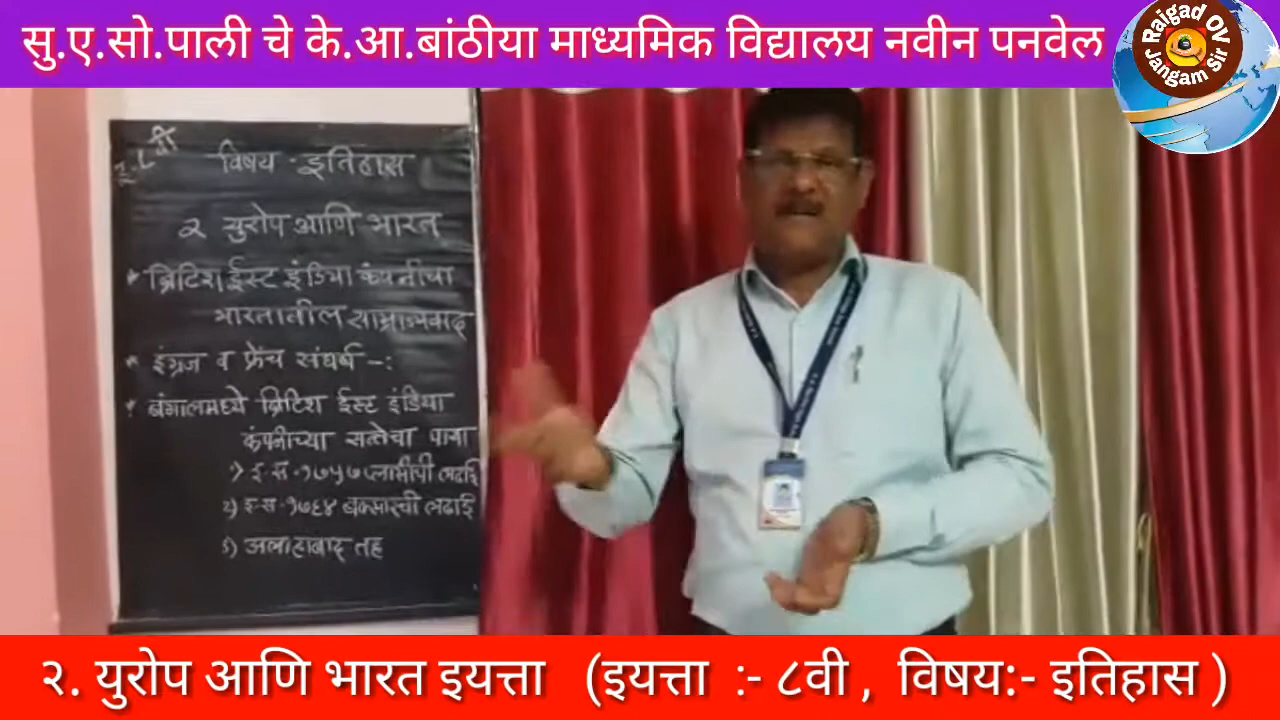 सु.ए.सो.पाली चे के.आ.बांठीया माध्यमिक विद्यालय नवीन पनवेल
Raigad OV
Jangam Sir
इ.८ वी
विषय - इतिहास
२ युरोप आणि भारत
* ब्रिटिश ईस्ट इंडिया कंपनीचा
भारतातील साम्राज्यवाद
* इंग्रज व फ्रेंच संघर्ष -:
* बंगालमध्ये ब्रिटिश ईस्ट इंडिया
कंपनीच्या सत्तेचा पाया
१) इ-स-१७५७ प्लासीची लढाई
२) इ-स-१७६४ बक्सारची लढाई
३) अलाहाबाद तह
२. युरोप आणि भारत इयत्ता (इयत्ता :- ८वी , विषय:- इतिहास )